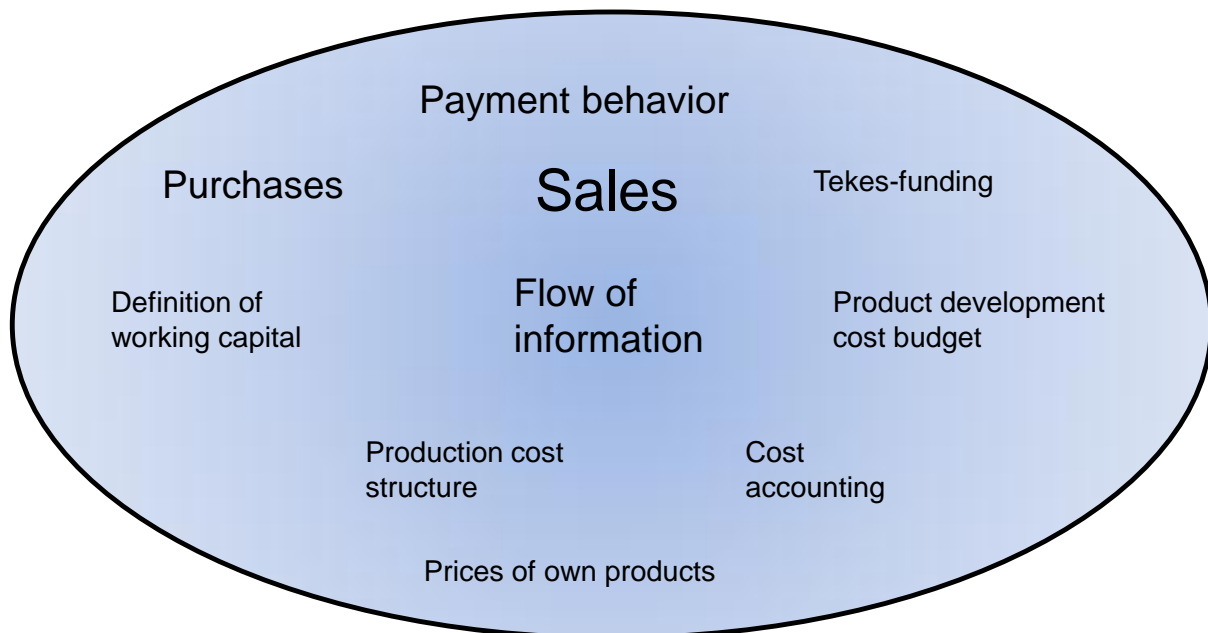 Payment behavior
Purchases
Sales
Tekes-funding
Definition of
working capital
Flow of
information
Product development
cost budget
Production cost
structure
Cost
accounting
Prices of own products